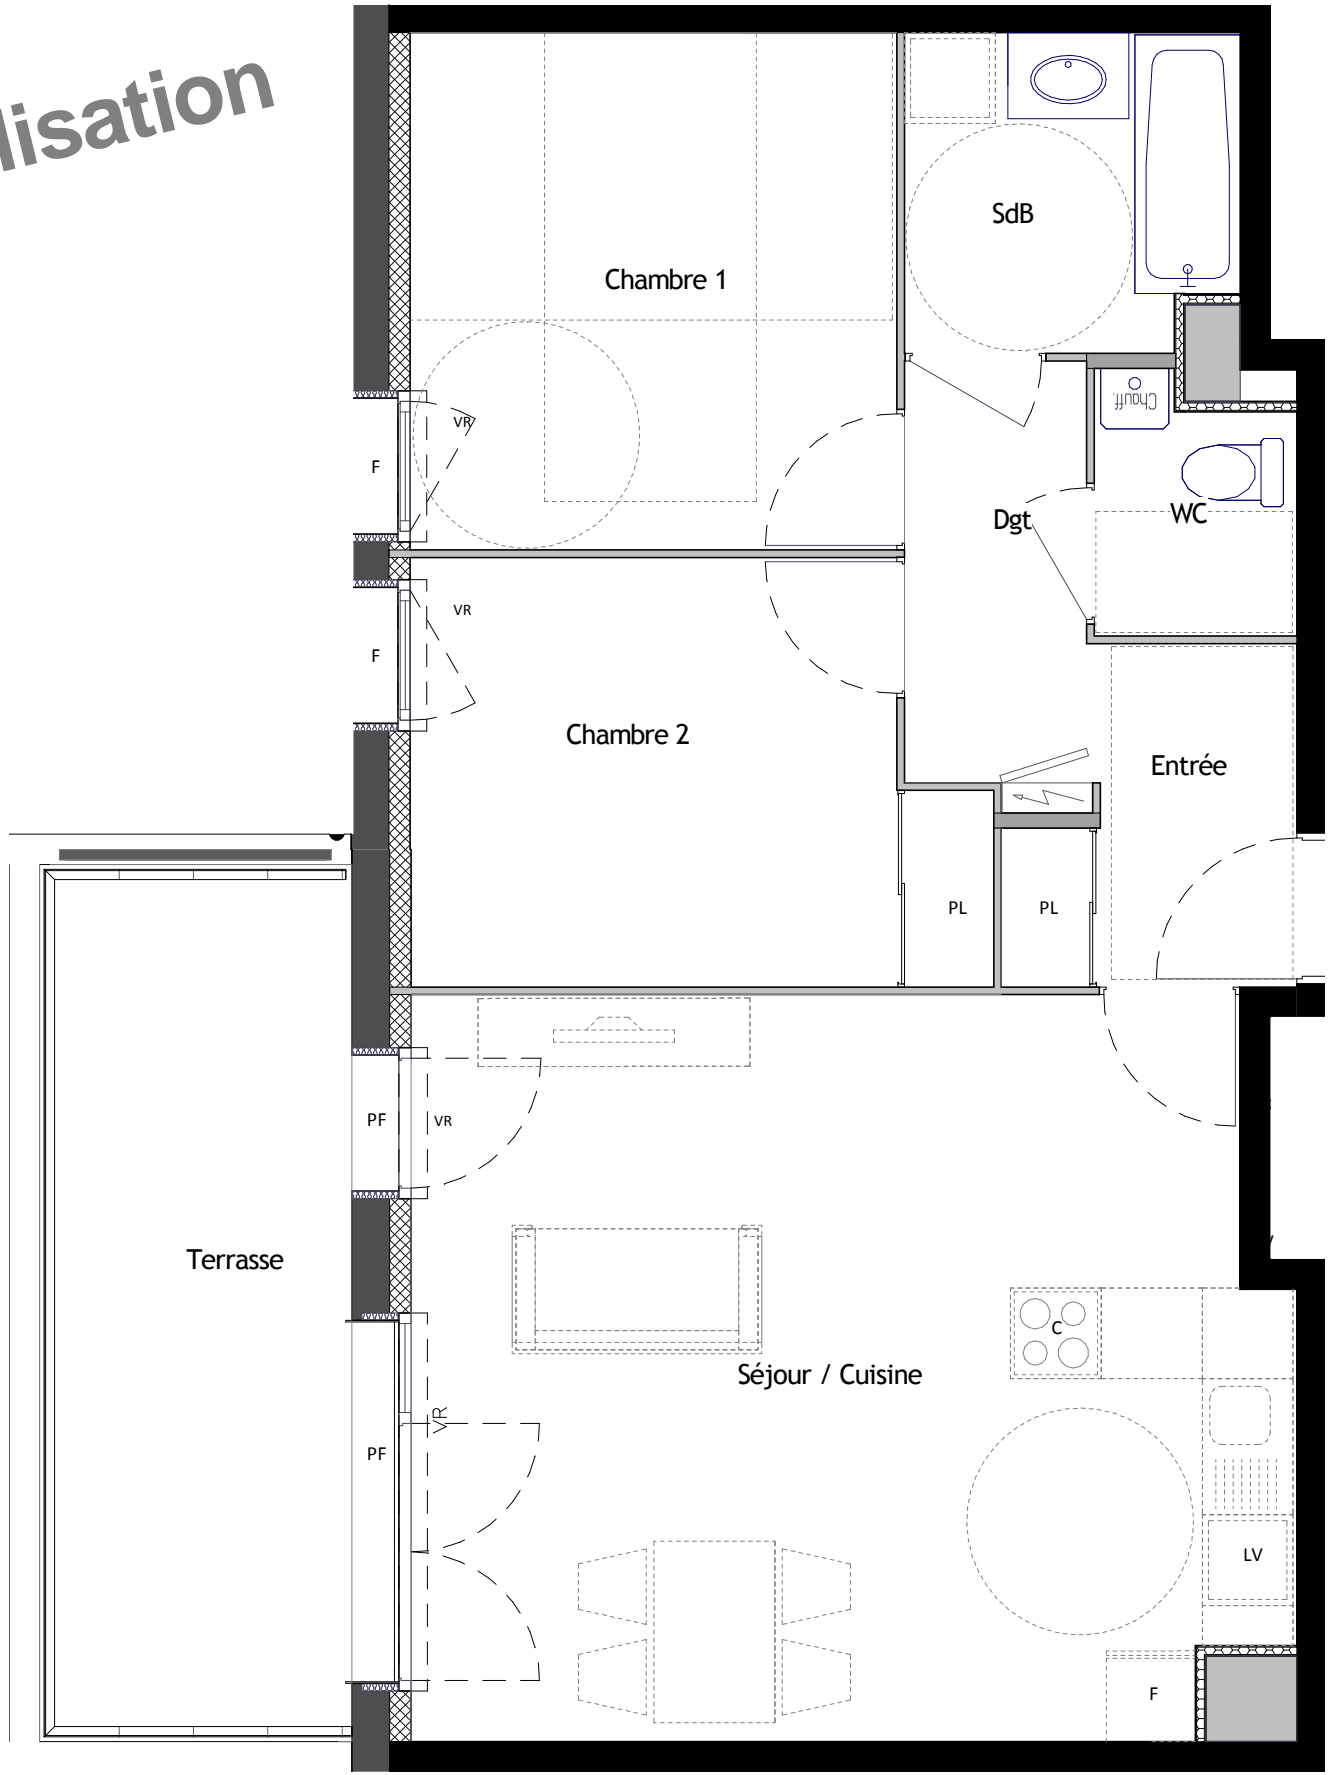 lisation
SdB
Chambre 1
Chauff.
VR
F
Dgt
WC
VR
F
Chambre 2
Entrée
PL
PL
PF
VR
Terrasse
C
Séjour / Cuisine
VR
PF
LV
F